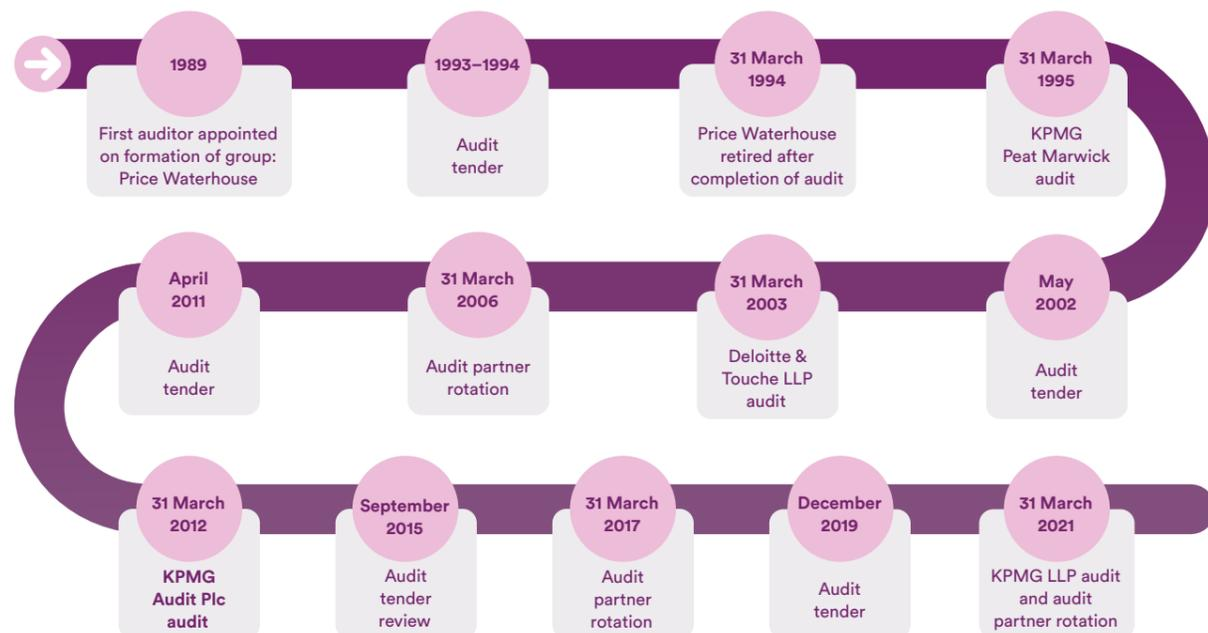 1989
First auditor appointed
on formation of group:
Price Waterhouse
1993–1994
Audit
tender
31 March
1994
Price Waterhouse
retired after
completion of audit
31 March
1995
KPMG
Peat Marwick
audit
May
2002
Audit
tender
31 March
2003
Deloitte &
Touche LLP
audit
31 March
2006
Audit partner
rotation
April
2011
Audit
tender
31 March
2012
KPMG
Audit Plc
audit
September
2015
Audit
tender
review
31 March
2017
Audit
partner
rotation
December
2019
Audit
tender
31 March
2021
KPMG LLP audit
and audit
partner rotation